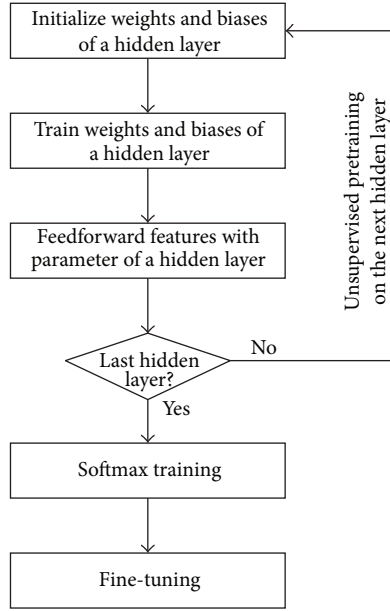 Initialize weights and biases
of a hidden layer
Train weights and biases of
a hidden layer
Feedforward features with
parameter of a hidden layer
Last hidden
layer?
No
Yes
Softmax training
Fine-tuning
Unsupervised pretraining
on the next hidden layer